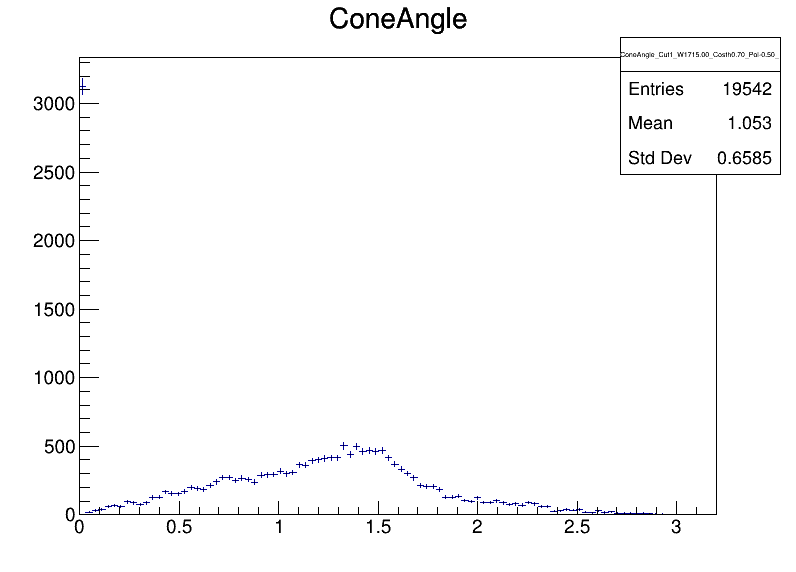 ConeAngle
ConeAngle_Cut1_W1715.00_Costh0.70_Pol-0.50_
Entries 19542
Mean 1.053
Std Dev 0.6585
3000
2500
2000
1500
1000
500
0
0 0.5 1 1.5 2 2.5 3